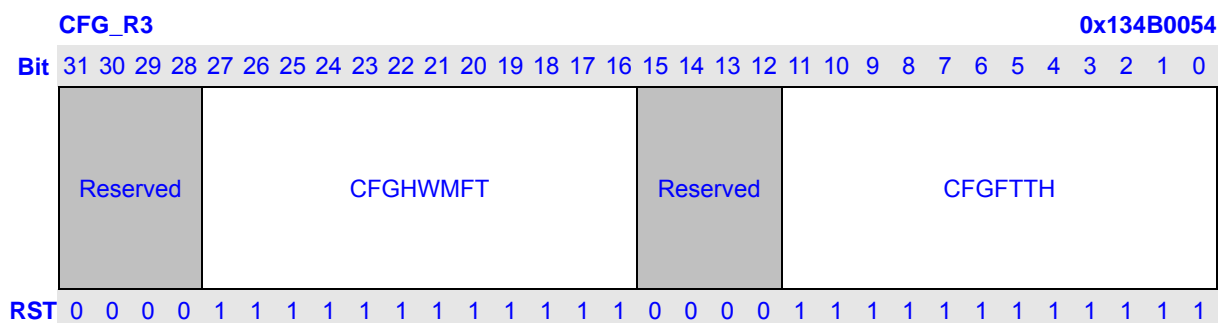 CFG_R3 0x134B0054
Bit 31 30 29 28 27 26 25 24 23 22 21 20 19 18 17 16 15 14 13 12 11 10 9 8 7 6 5 4 3 2 1 0
Reserved CFGHWMFT Reserved CFGFTTH
RST 0 0 0 0 1 1 1 1 1 1 1 1 1 1 1 1 0 0 0 0 1 1 1 1 1 1 1 1 1 1 1 1